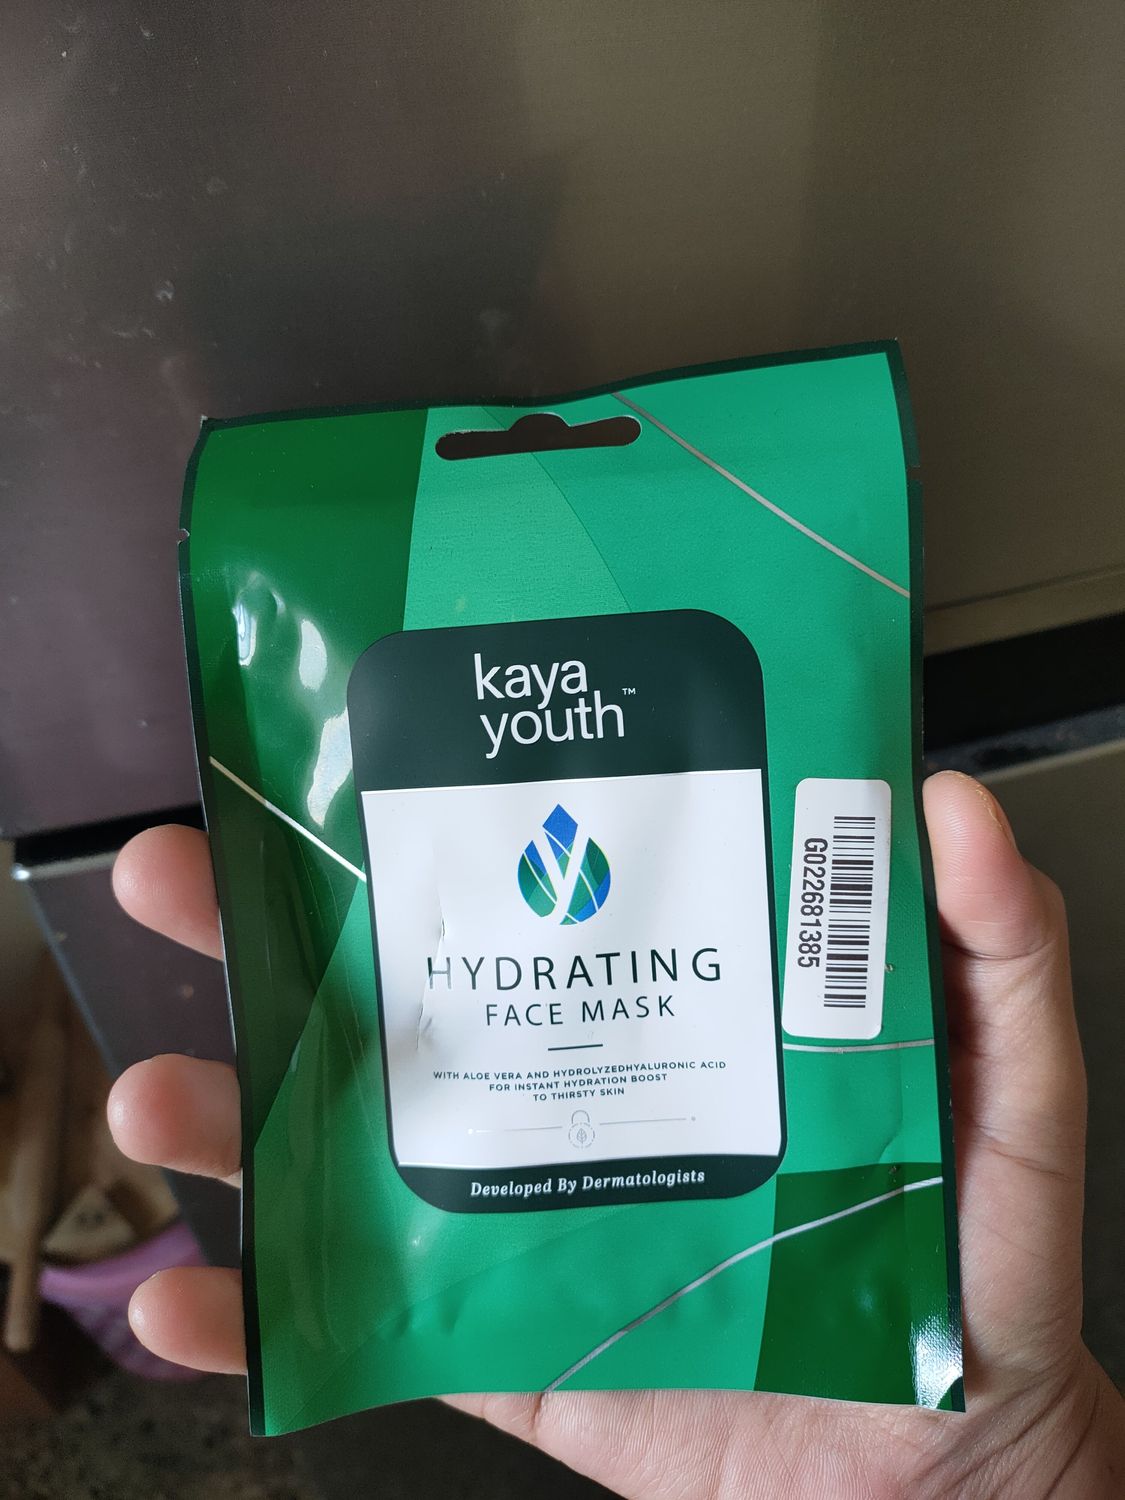 kaya
youth™
HYDRATING
FACE MASK
WITH ALOE VERA AND HYDROLYZEDHYALURONIC ACID
FOR INSTANT HYDRATION BOOST
TO THIRSTY SKIN
Developed By Dermatologists
G022681385